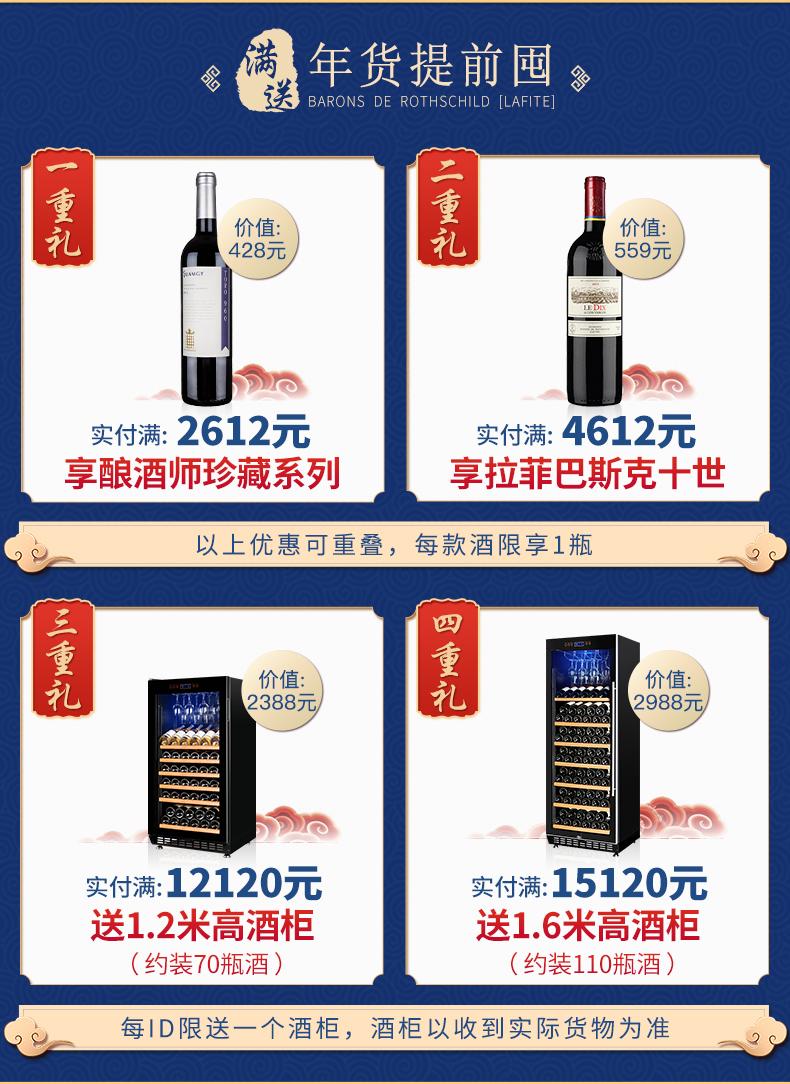 满送
年货提前囤
BARONS DE ROTHSCHILD [LAFITE]
一重礼
价值:
428元
TORO 960
实付满: 2612元
享酿酒师珍藏系列
二重礼
价值:
559元
LE DIX
实付满: 4612元
享拉菲巴斯克十世
以上优惠可重叠，每款酒限享1瓶
三重礼
价值:
2388元
实付满:12120元
送1.2米高酒柜
（约装70瓶酒）
四重礼
价值:
2988元
实付满:15120元
送1.6米高酒柜
（约装110瓶酒）
每ID限送一个酒柜，酒柜以收到实际货物为准